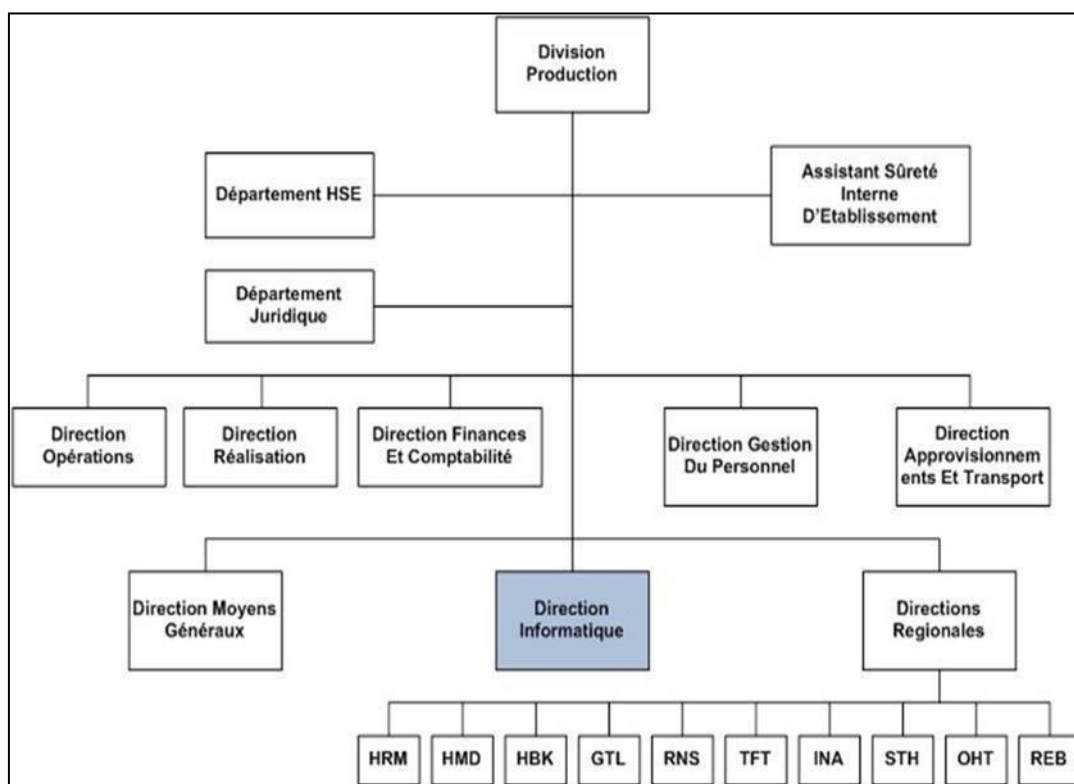 Division
Production
Département HSE
Assistant Sûreté
Interne
D'Etablissement
Département
Juridique
Direction
Opérations
Direction
Réalisation
Direction Finances
Et Comptabilité
Direction Gestion
Du Personnel
Direction
Approvisionnem
ents Et Transport
Direction Moyens
Généraux
Direction
Informatique
Directions
Regionales
HRM
HMD
HBK
GTL
RNS
TFT
INA
STH
OHT
REB